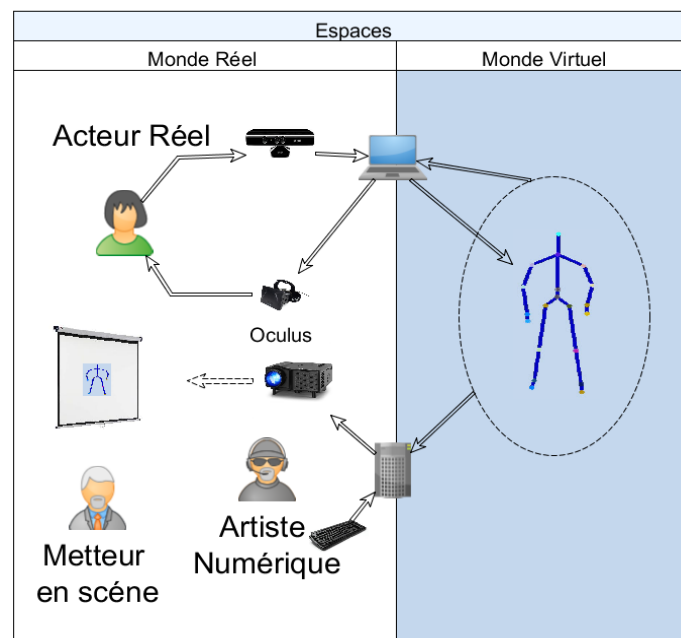 Espaces
Monde Réel
Monde Virtuel
Acteur Réel
Oculus
Artiste
Numérique
Metteur
en scéne